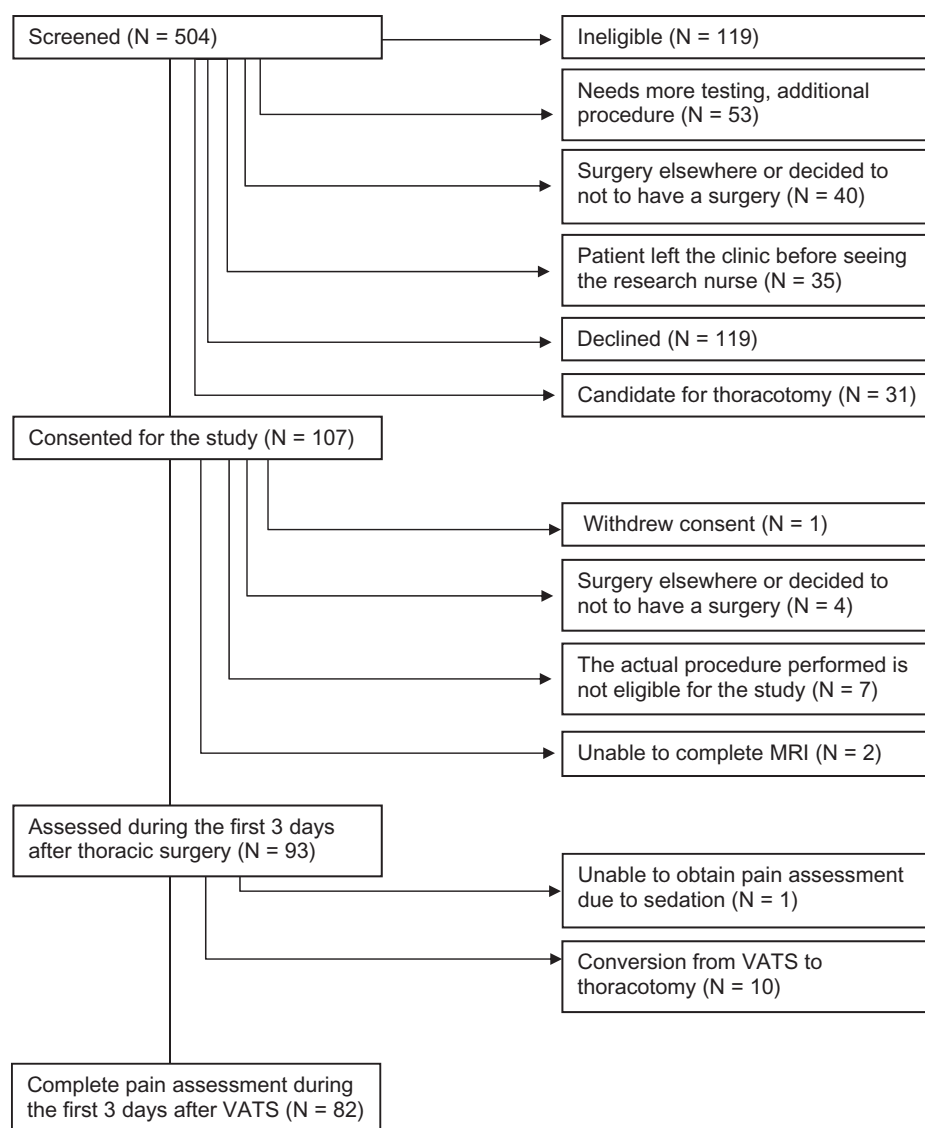 Screened (N = 504)
Ineligible (N = 119)
Needs more testing, additional
procedure (N = 53)
Surgery elsewhere or decided to
not to have a surgery (N = 40)
Patient left the clinic before seeing
the research nurse (N = 35)
Declined (N = 119)
Candidate for thoracotomy (N = 31)
Consented for the study (N = 107)
Withdrew consent (N = 1)
Surgery elsewhere or decided to
not to have a surgery (N = 4)
The actual procedure performed is
not eligible for the study (N = 7)
Unable to complete MRI (N = 2)
Assessed during the first 3 days
after thoracic surgery (N = 93)
Unable to obtain pain assessment
due to sedation (N = 1)
Conversion from VATS to
thoracotomy (N = 10)
Complete pain assessment during
the first 3 days after VATS (N = 82)